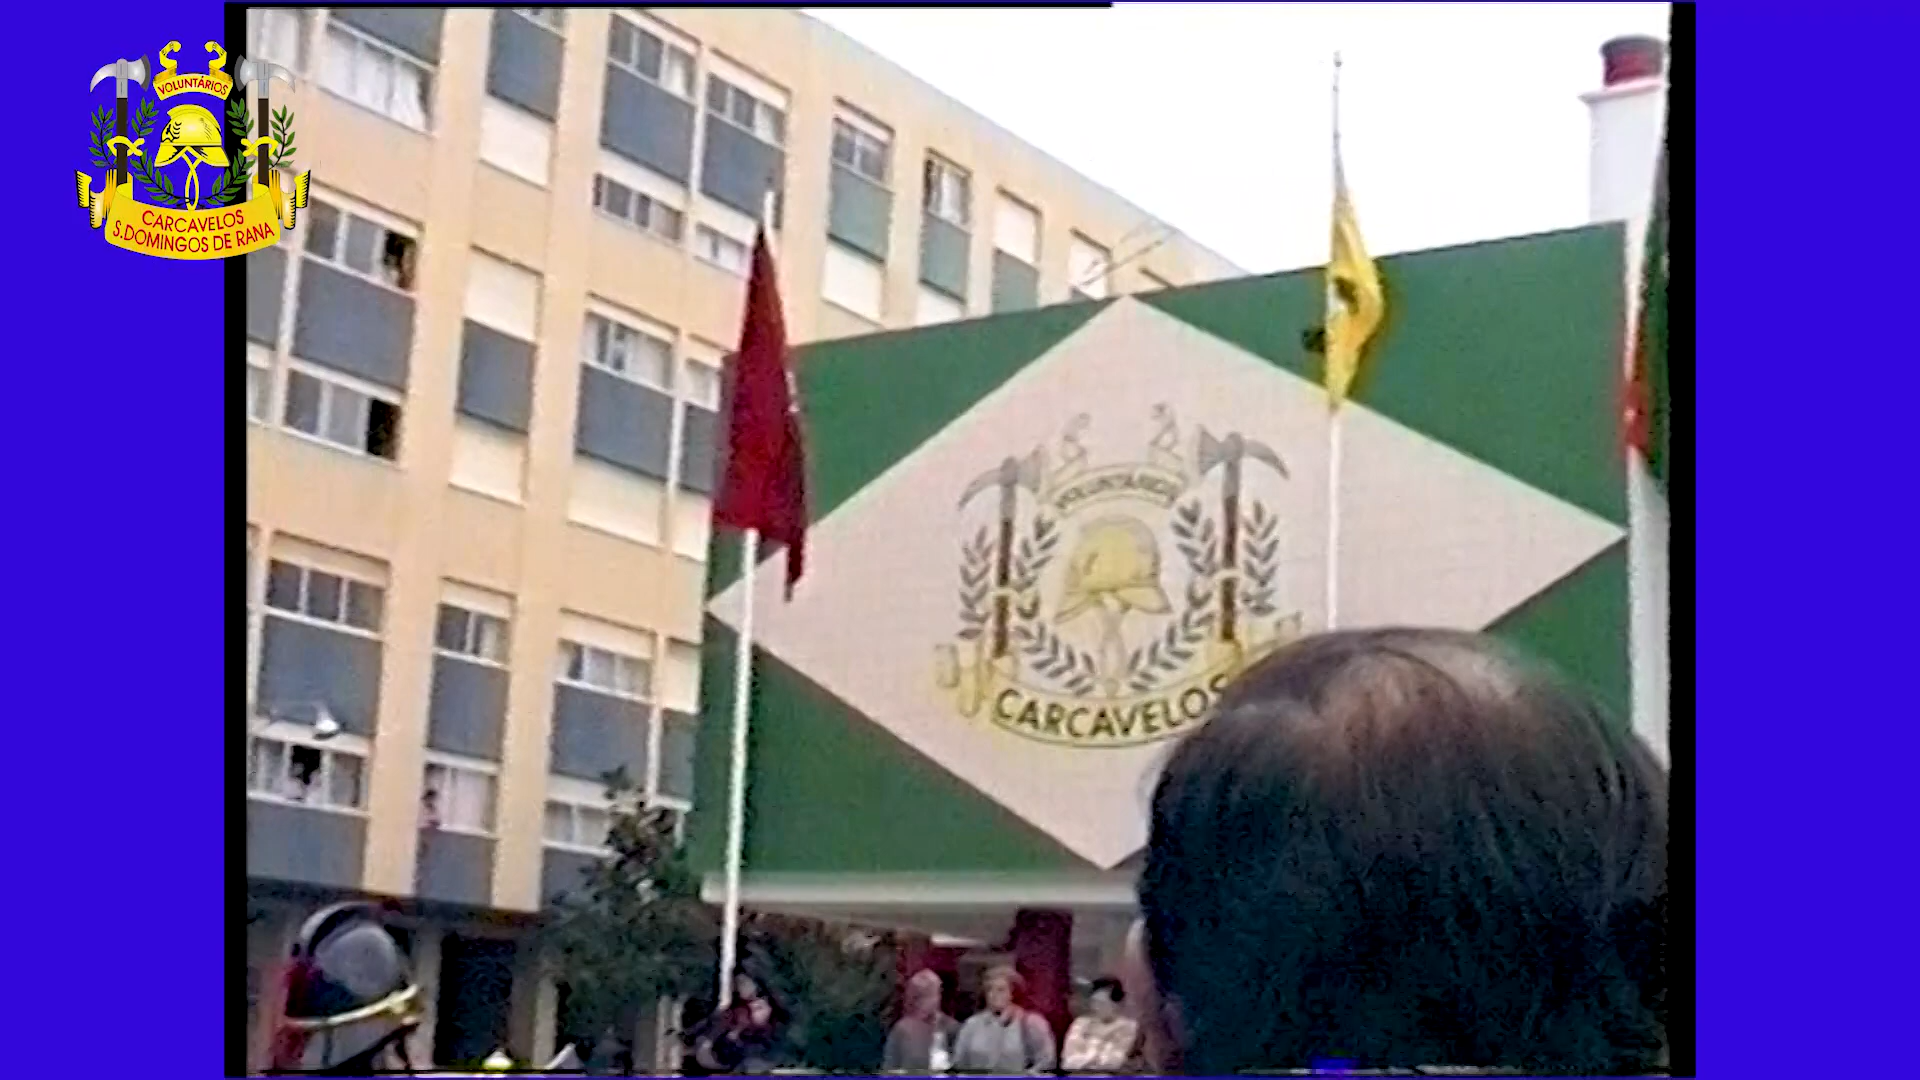 VOLUNTÁRIOS
CARCAVELOS
S.DOMINGOS DE RANA
VOLUNTÁRIOS
CARCAVELOS